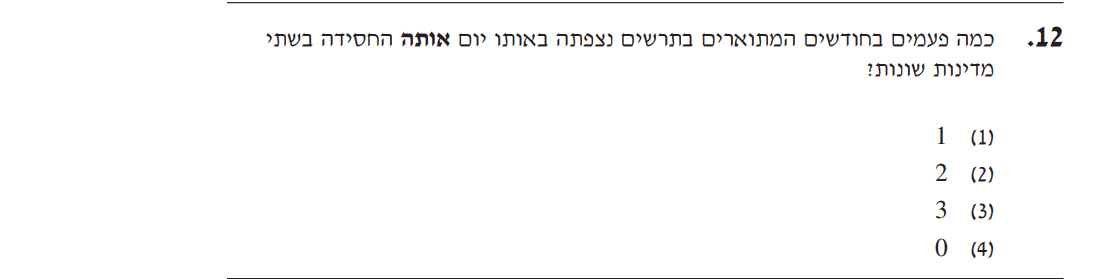 12. כמה פעמים בחודשים המתוארים בתרשים נצפתה באותו יום אותה החסידה בשתי
מדינות שונות?
(1) 1
(2) 2
(3) 3
(4) 0